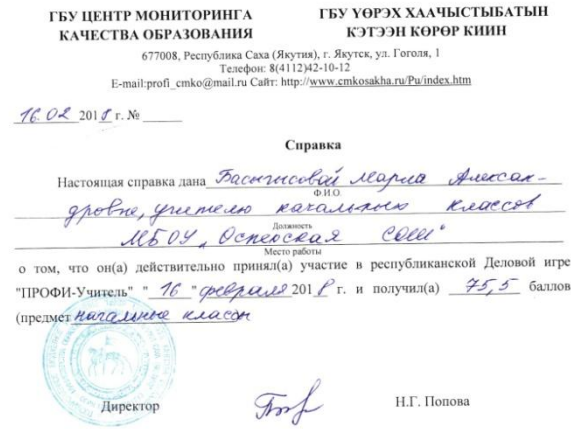 ГБУ ЦЕНТР МОНИТОРИНГА
КАЧЕСТВА ОБРАЗОВАНИЯ
ГБУ ҮӨРЭХ ХААЧЫСТЫБАТЫН
КЭТЭЭН КӨРӨР КИИН
677008, Республика Саха (Якутия), г. Якутск, ул. Гоголя, 1
Телефон: 8(4112)42-10-12
E-mail:profi_cmko@mail.ru Сайт: http://www.cmkosakha.ru/Pu/index.htm
16.02 2018 г. №
Справка
Настоящая справка дана Басыгысовой Марии Алексан-
Ф.И.О.
дровне, учителю начальных классов
Должность
МБОУ „ СОШ"
Место работы
о том, что он(а) действительно принял(а) участие в республиканской Деловой игре
"ПРОФИ-Учитель" " 16 " февраля 2018 г. и получил(а) 75,5 баллов
(предмет начальные классы
Директор
Н.Г. Попова